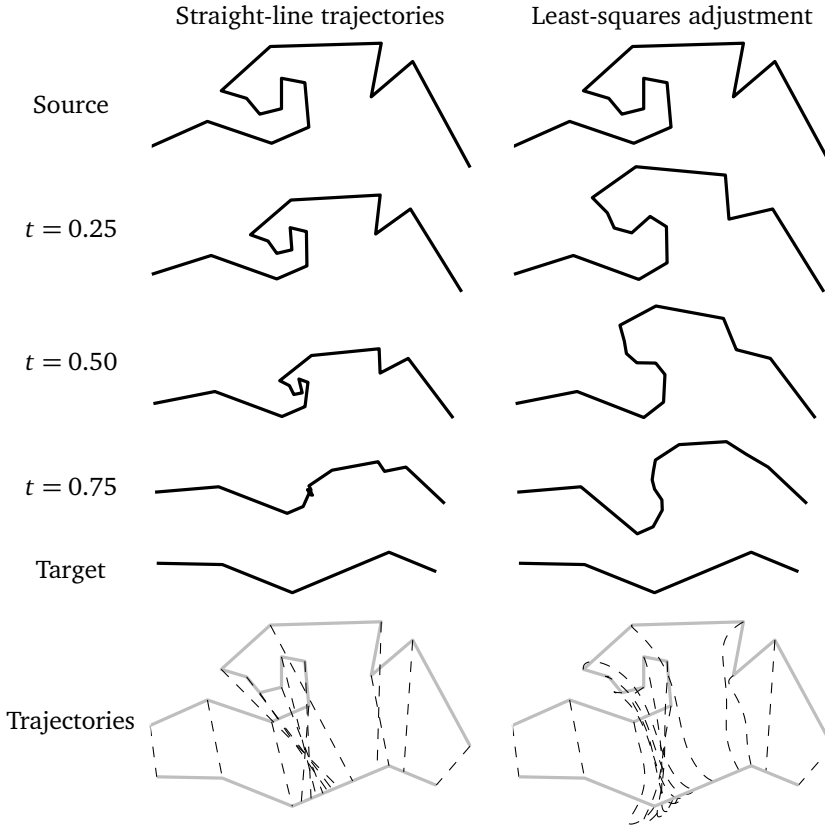 Straight-line trajectories
Least-squares adjustment
Source
t = 0.25
t = 0.50
t = 0.75
Target
Trajectories